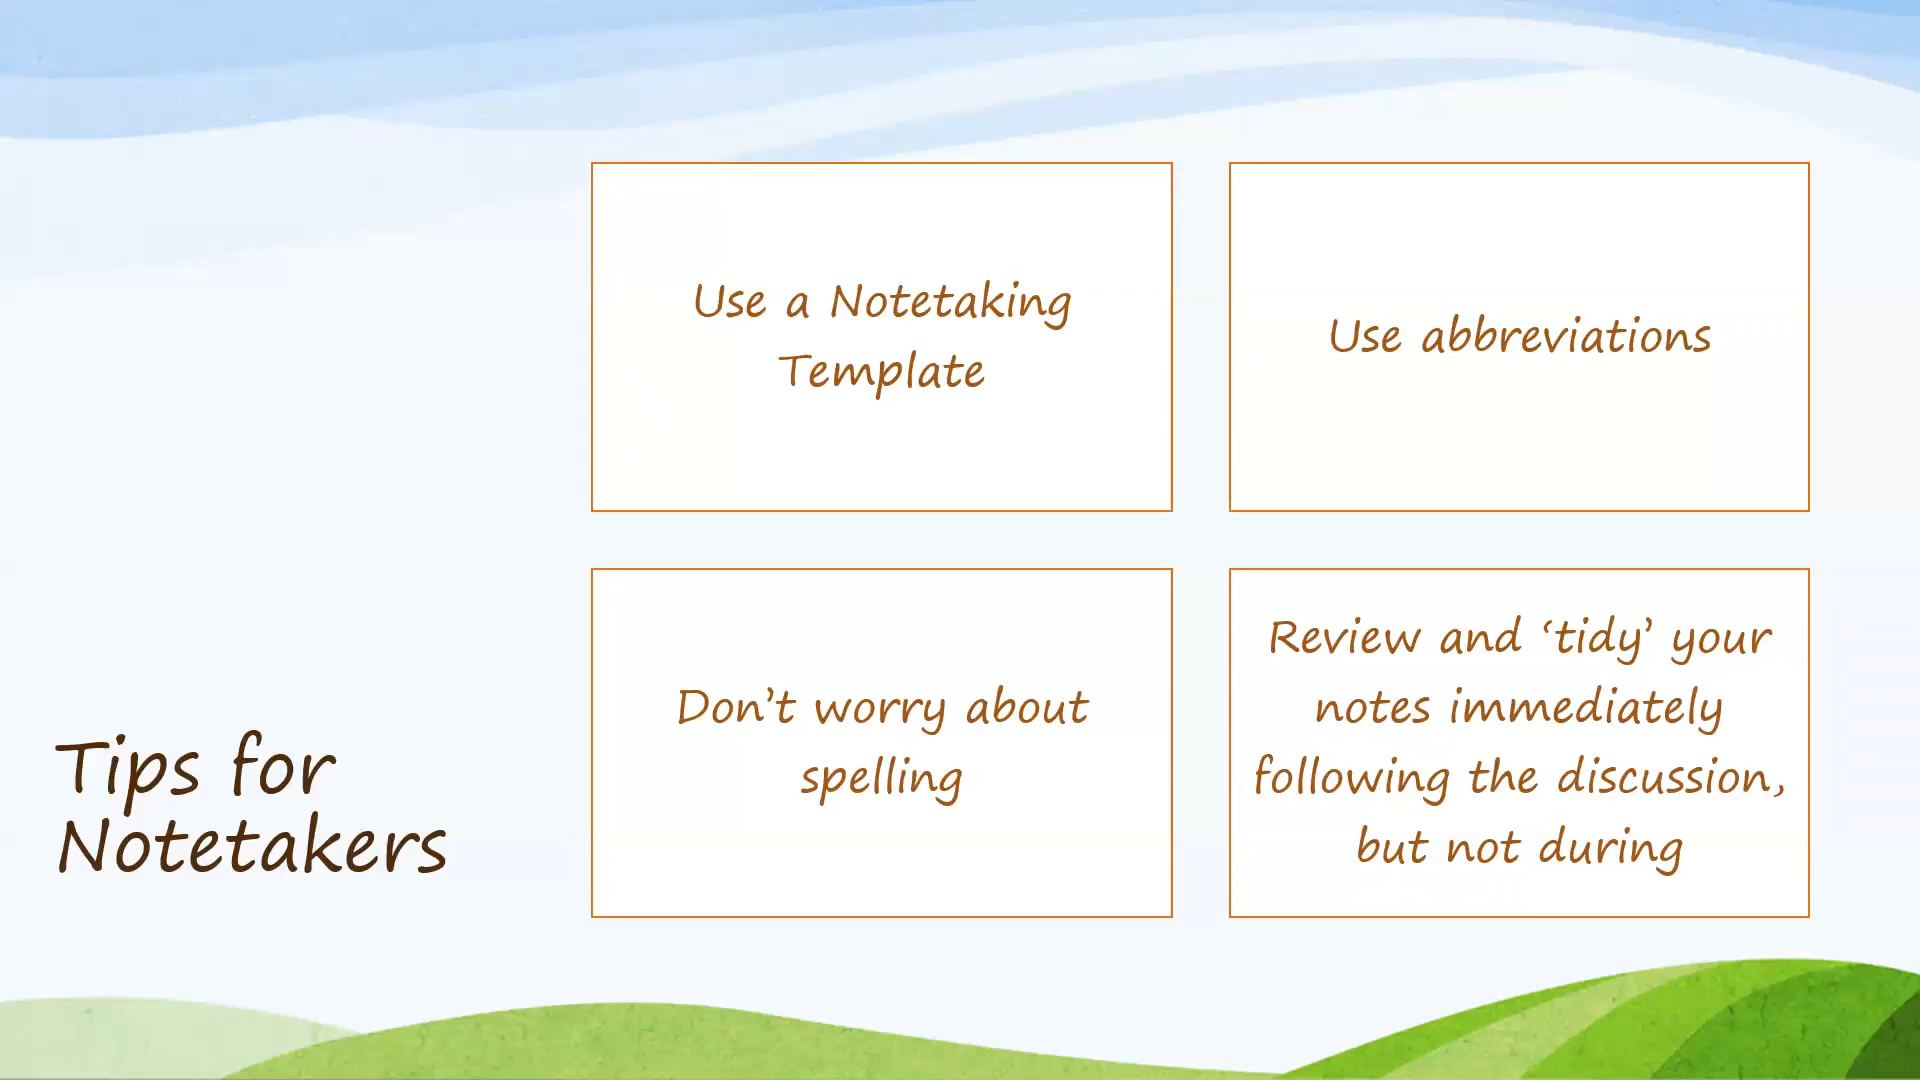 Use a Notetaking
Template
Use abbreviations
Don't worry about
spelling
Review and ‘tidy’ your
notes immediately
following the discussion,
but not during
Tips for
Notetakers